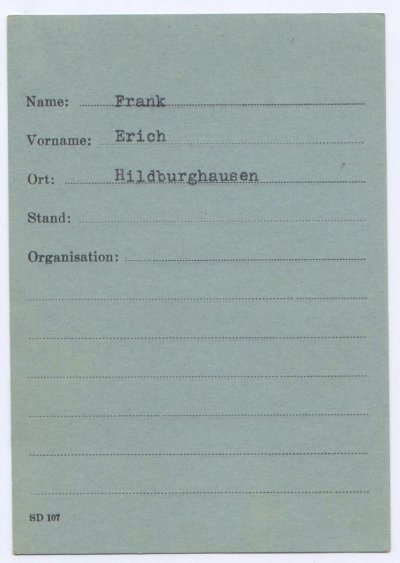 Name: Frank
Vorname: Erich
Ort: Hildburghausen
Stand:
Organisation:
SD 107